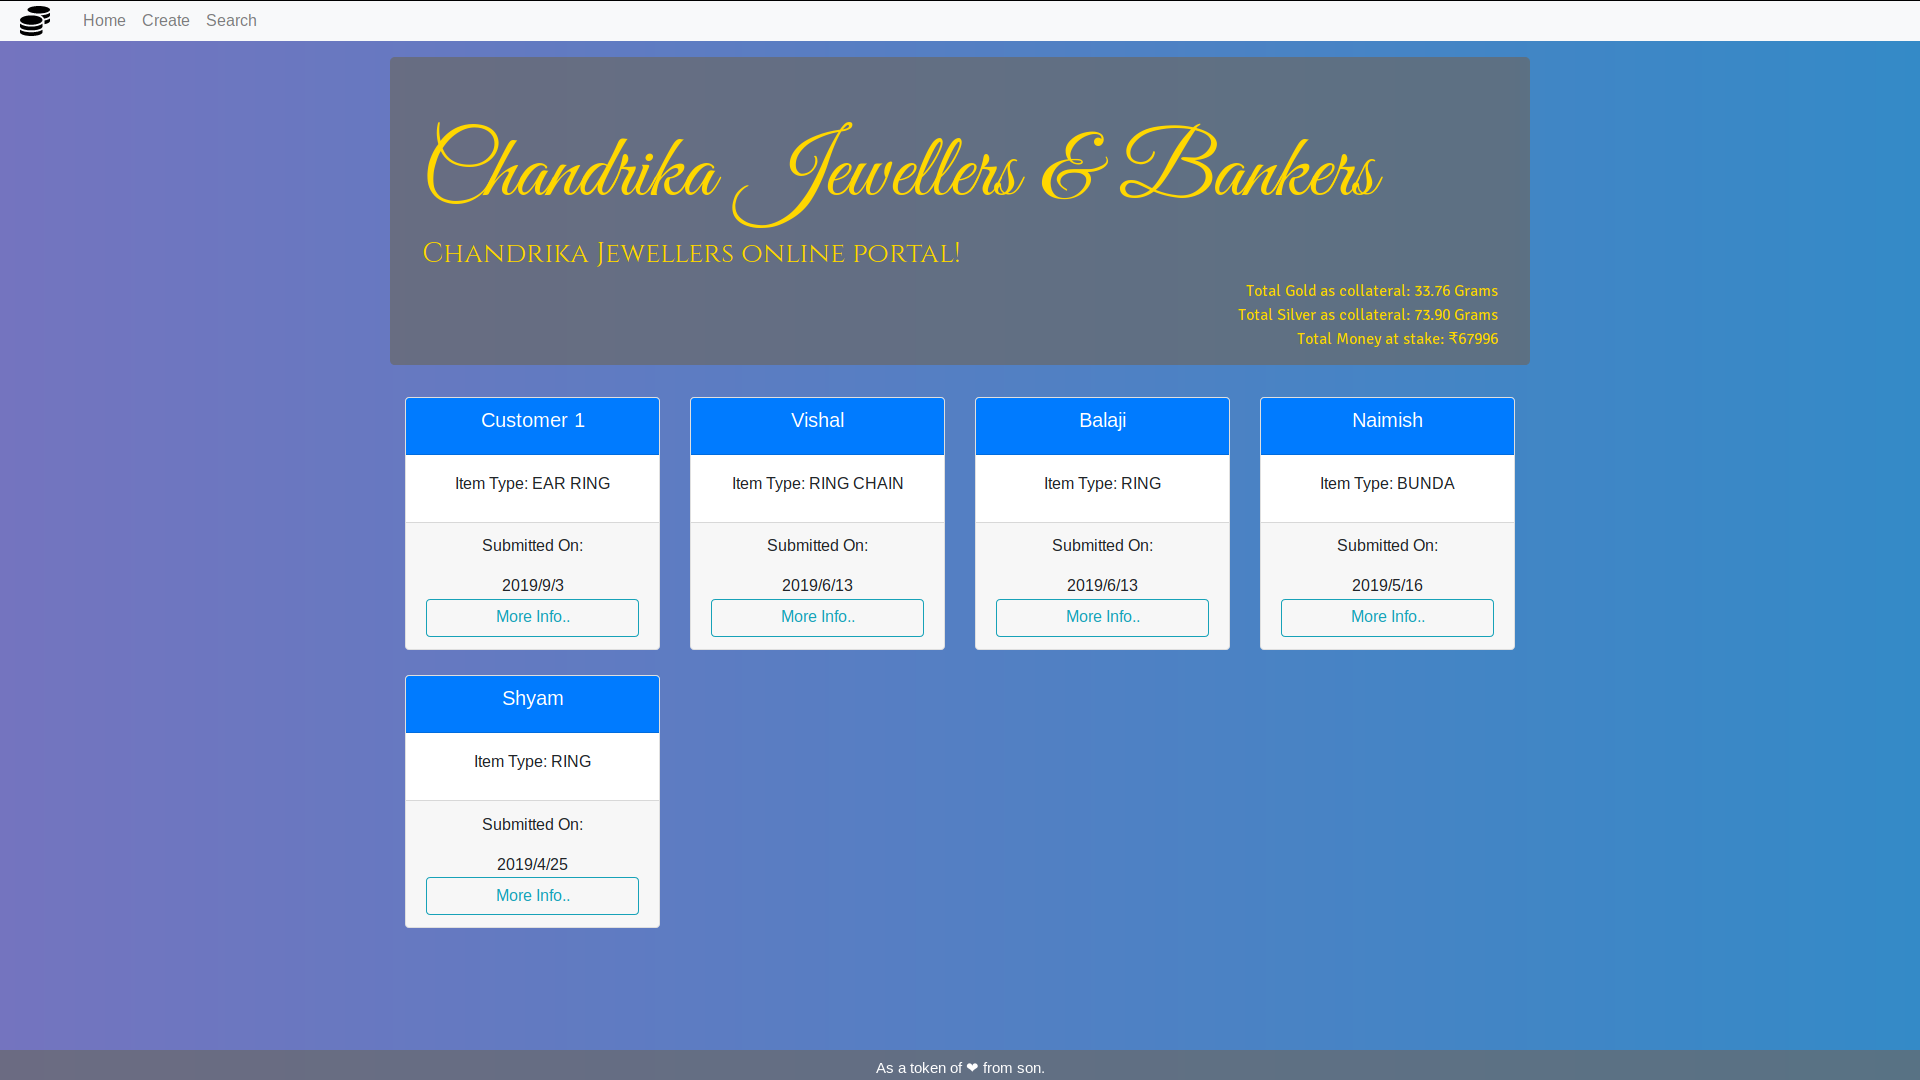 Home Create Search
Chandrika Jewellers & Bankers
Chandrika Jewellers online portal!
Total Gold as collateral: 33.76 Grams
Total Silver as collateral: 73.90 Grams
Total Money at stake: ₹67996
Customer 1
Item Type: EAR RING
Submitted On:
2019/9/3
More Info..
Vishal
Item Type: RING CHAIN
Submitted On:
2019/6/13
More Info..
Balaji
Item Type: RING
Submitted On:
2019/6/13
More Info..
Naimish
Item Type: BUNDA
Submitted On:
2019/5/16
More Info..
Shyam
Item Type: RING
Submitted On:
2019/4/25
More Info..
As a token of ❤ from son.